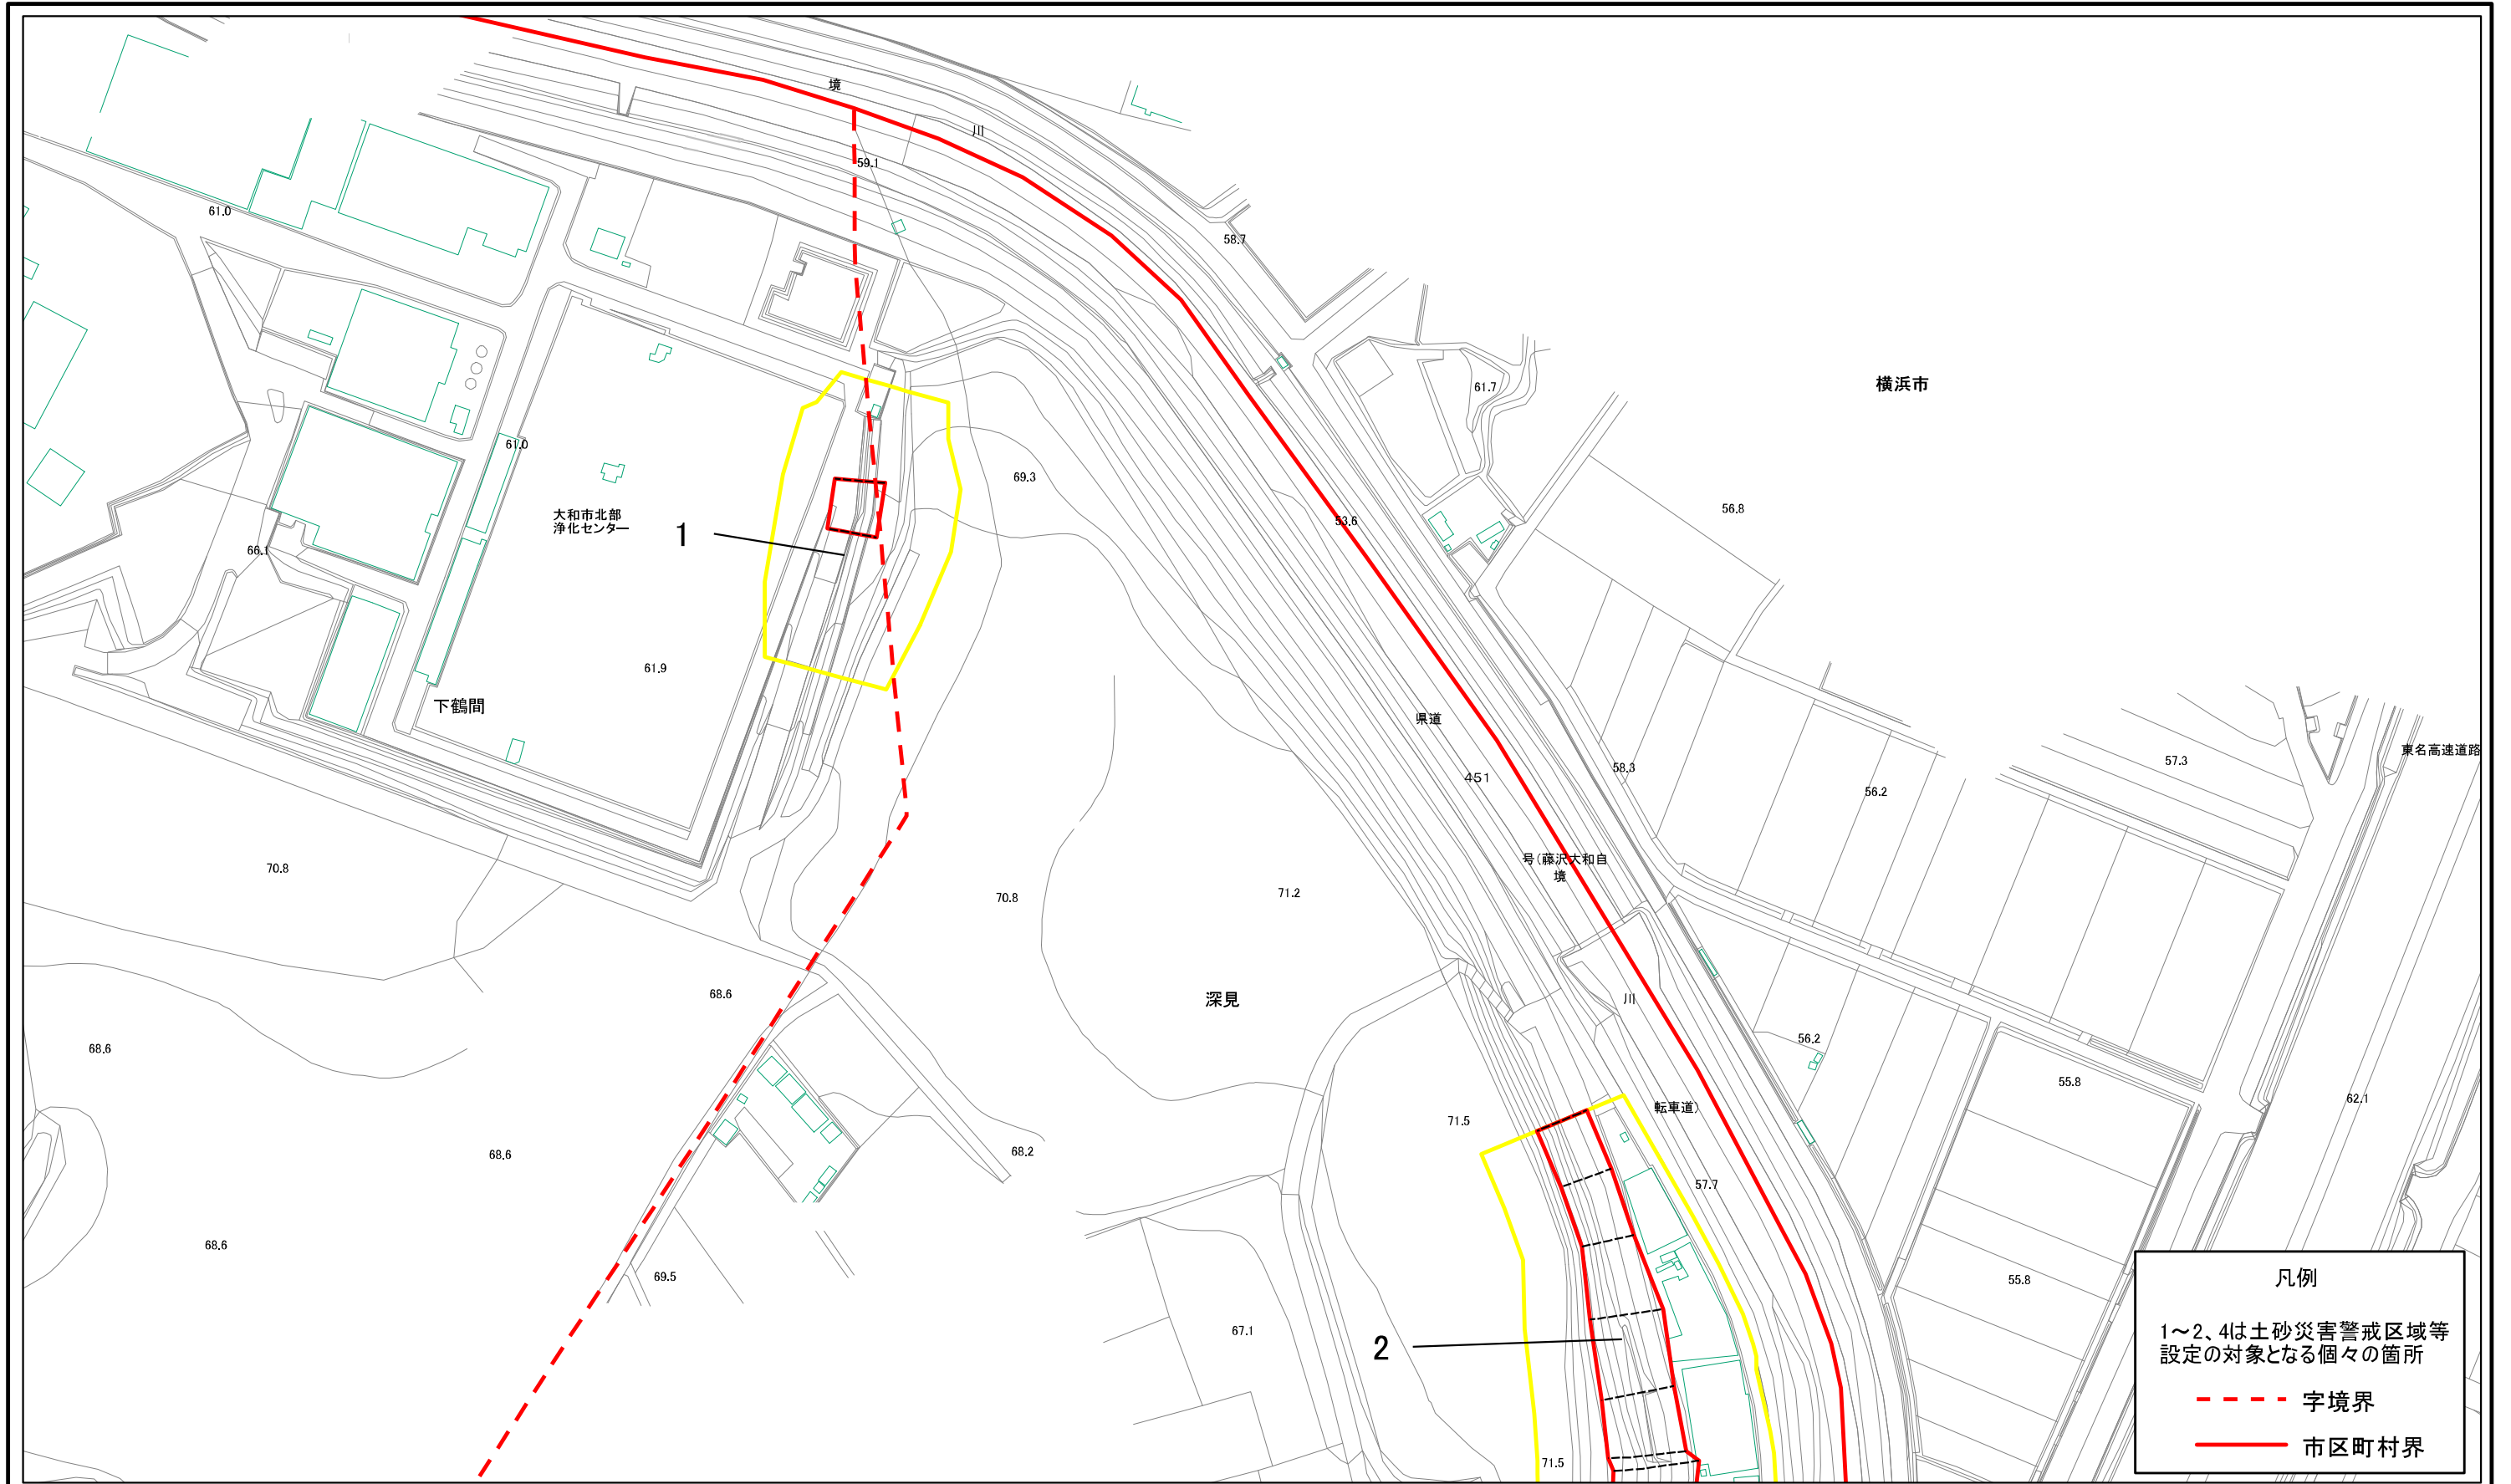 境
川
59.1
61.0
58.7
61.7
横浜市
61.0
69.3
56.8
大和市北部
浄化センター
1
53.6
66.1
61.9
下鶴間
県道
東名高速道路
57.3
58.3
451
56.2
号(藤沢大和自
境
70.8
70.8
71.2
68.6
深見
川
56.2
68.6
55.8
転車道)
62.1
71.5
68.6
68.2
57.7
68.6
69.5
55.8
67.1
2
71.5
凡例
1～2、4は土砂災害警戒区域等
設定の対象となる個々の箇所
字境界
市区町村界